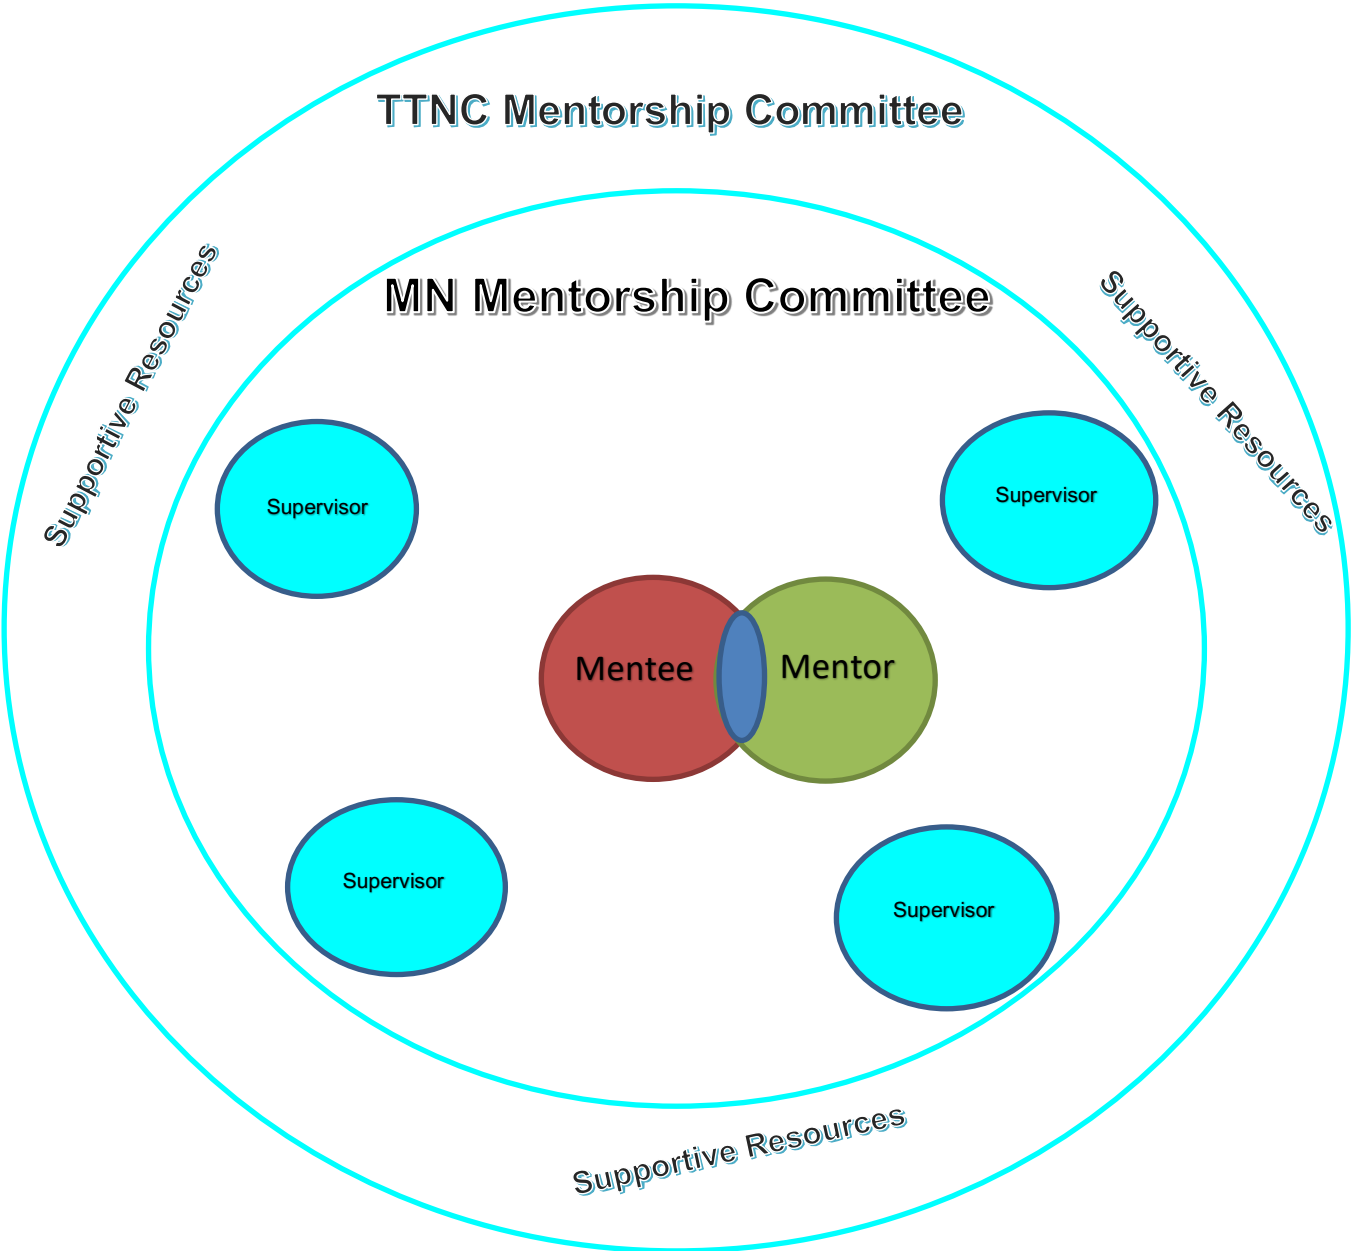 TTNC Mentorship Committee
Supportive Resources
Supportive Resources
MN Mentorship Committee
Supervisor
Supervisor
Mentee
Mentor
Supervisor
Supervisor
Supportive Resources